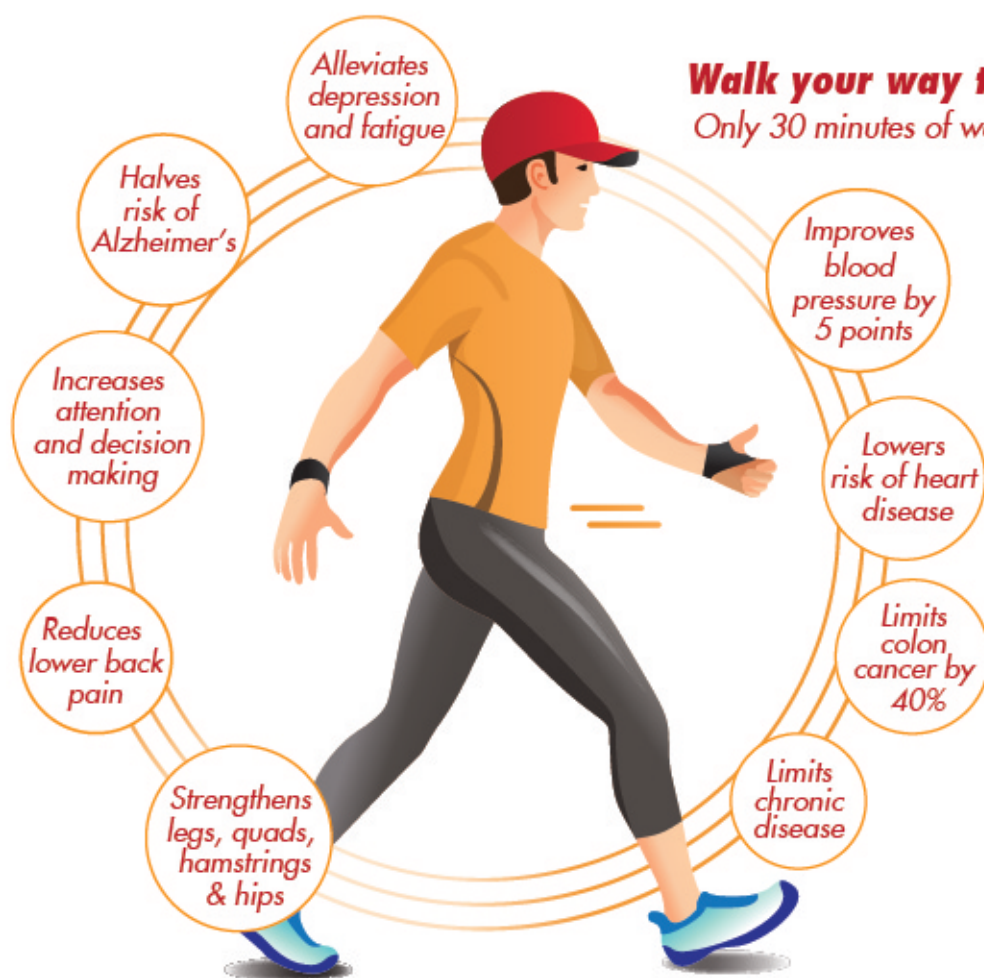 Walk your way
Only 30 minutes of
Alleviates
depression
and fatigue
Halves
risk of
Alzheimer's
Increases
attention
and decision
making
Reduces
lower back
pain
Strengthens
legs, quads,
hamstrings
& hips
Improves
blood
pressure by
5 points
Lowers
risk of heart
disease
Limits
colon
cancer by
40%
Limits
chronic
disease